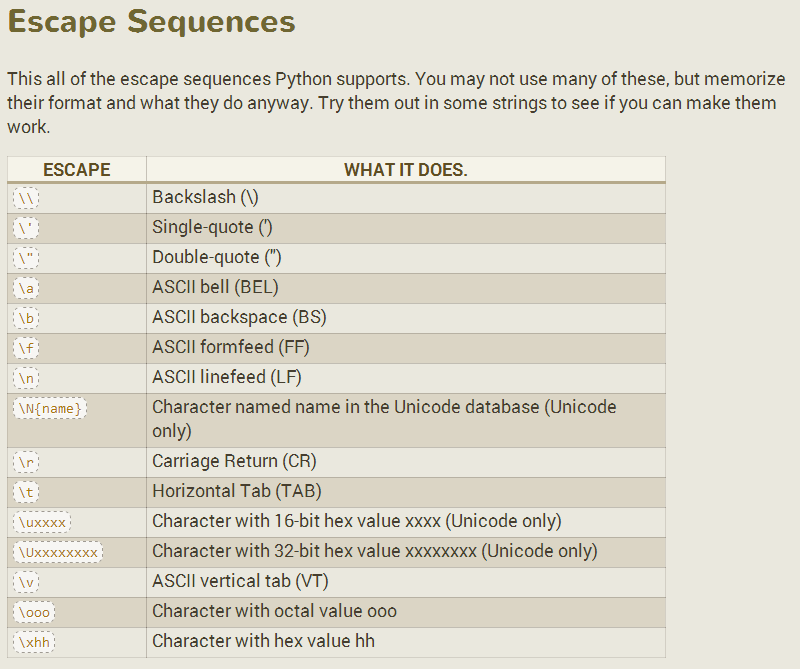 Escape Sequences
This all of the escape sequences Python supports. You may not use many of these, but memorize
their format and what they do anyway. Try them out in some strings to see if you can make them
work.
ESCAPE WHAT IT DOES.
\\ Backslash (\)
\' Single-quote (')
\" Double-quote (")
\a ASCII bell (BEL)
\b ASCII backspace (BS)
\f ASCII formfeed (FF)
\n ASCII linefeed (LF)
\N{name} Character named name in the Unicode database (Unicode
only)
\r Carriage Return (CR)
\t Horizontal Tab (TAB)
\uxxxx Character with 16-bit hex value xxxx (Unicode only)
\Uxxxxxxxx Character with 32-bit hex value xxxxxxxx (Unicode only)
\v ASCII vertical tab (VT)
\ooo Character with octal value ooo
\xhh Character with hex value hh